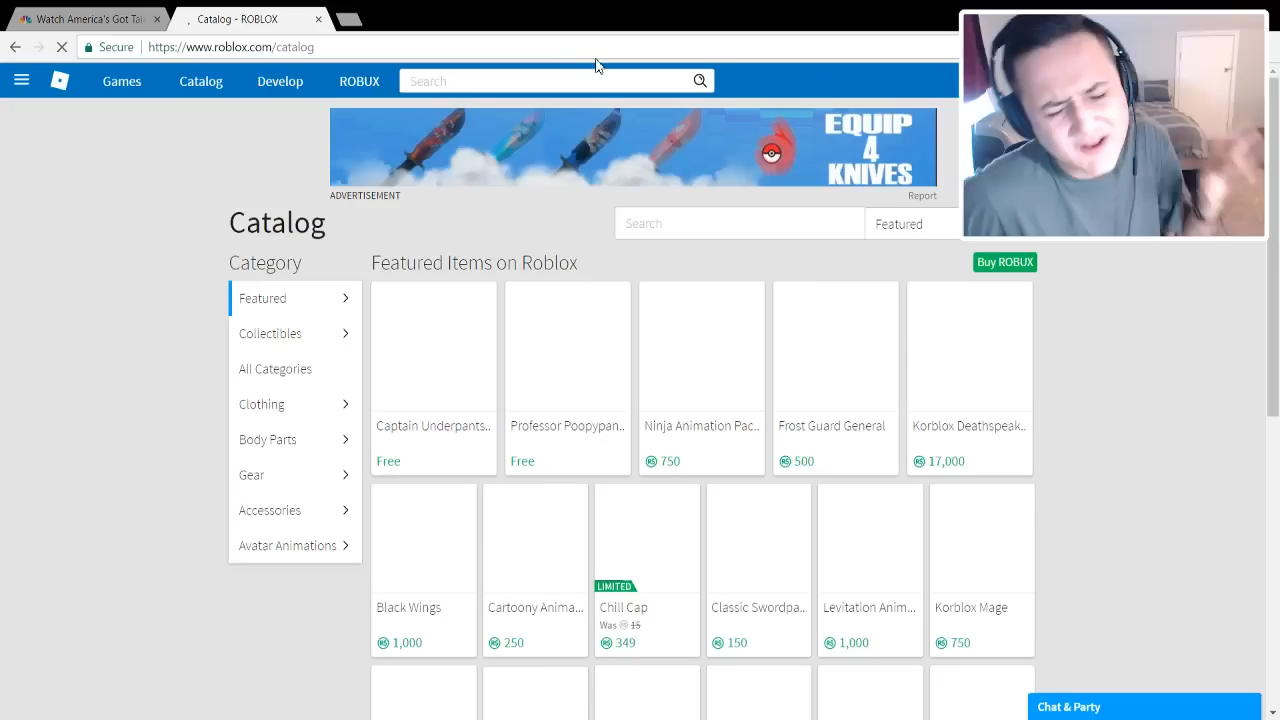 Watch America's Got Tal
Catalog - ROBLOX
Secure
https://www.roblox.com/catalog
Games
Catalog
Develop
ROBUX
Search
EQUIP
4
KNIVES
ADVERTISEMENT
Report
Catalog
Search
Featured
Category
Featured Items on Roblox
Buy ROBUX
Featured
Collectibles
All Categories
Clothing
Body Parts
Gear
Accessories
Avatar Animations
Captain Underpants..
Professor Poopypan..
Ninja Animation Pac..
Frost Guard General
Korblox Deathspeak..
Free
Free
R$ 750
R$ 500
R$ 17,000
LIMITED
Black Wings
Cartoony Anima...
Chill Cap
Classic Swordpa...
Levitation Anim...
Korblox Mage
Was R$ 15
R$ 1,000
R$ 250
R$ 349
R$ 150
R$ 1,000
R$ 750
Chat & Party